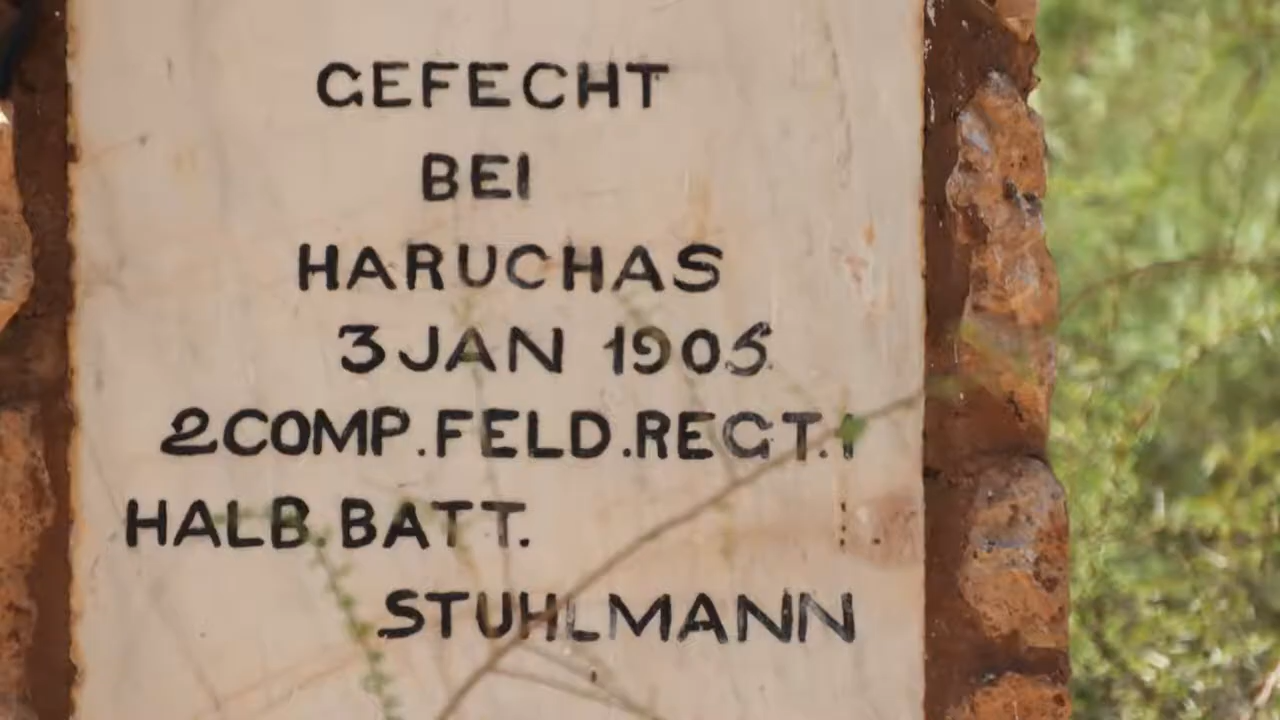 GEFECHT
BEI
HARUCHAS
3 JAN 1905
2 COMP. FELD. REGT. 1
HALB BATT.
STUHLMANN